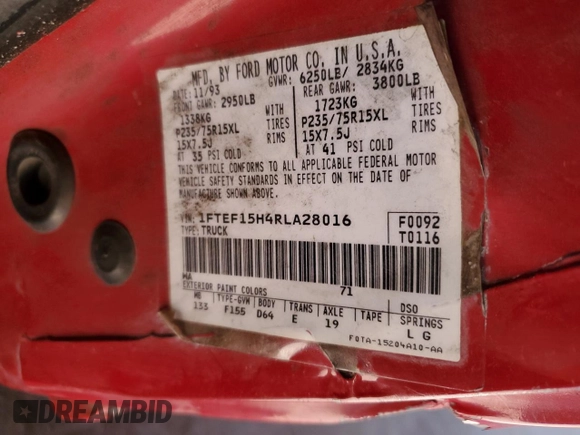 MFD. BY FORD MOTOR CO. IN U.S.A.
DATE: 11/93 GVWR: 6250LB/ 2834KG
FRONT GAWR: 2950LB REAR GAWR: 3800LB
1338KG WITH 1723KG WITH
P235/75R15XL TIRES P235/75R15XL TIRES
15X7.5J RIMS 15X7.5J RIMS
AT 35 PSI COLD AT 41 PSI COLD
THIS VEHICLE CONFORMS TO ALL APPLICABLE FEDERAL MOTOR
VEHICLE SAFETY STANDARDS IN EFFECT ON THE DATE OF
MANUFACTURE SHOWN ABOVE.
VIN: 1FTEF15H4RLA28016 F0092
TYPE: TRUCK T0116
MA 71
EXTERIOR PAINT COLORS DSO
WB TYPE-GVM BODY TRANS AXLE TAPE SPRINGS
133 F155 D64 E 19 L G
F0TA-15204A10-AA
DREAMBID